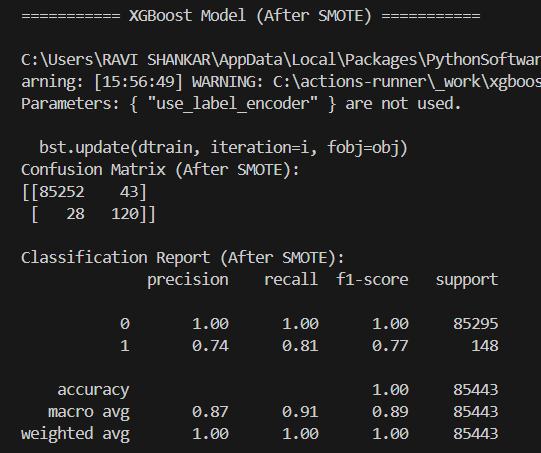 =========== XGBoost Model (After SMOTE) ===========
C:\Users\RAVI SHANKAR\AppData\Local\Packages\PythonSoftwar
arning: [15:56:49] WARNING: C:\actions-runner\_work\xgboos
Parameters: { "use_label_encoder" } are not used.
bst.update(dtrain, iteration=i, fobj=obj)
Confusion Matrix (After SMOTE):
[[85252    43]
 [   28   120]]
Classification Report (After SMOTE):
              precision    recall  f1-score   support
           0       1.00      1.00      1.00     85295
           1       0.74      0.81      0.77       148
    accuracy                           1.00     85443
   macro avg       0.87      0.91      0.89     85443
weighted avg       1.00      1.00      1.00     85443